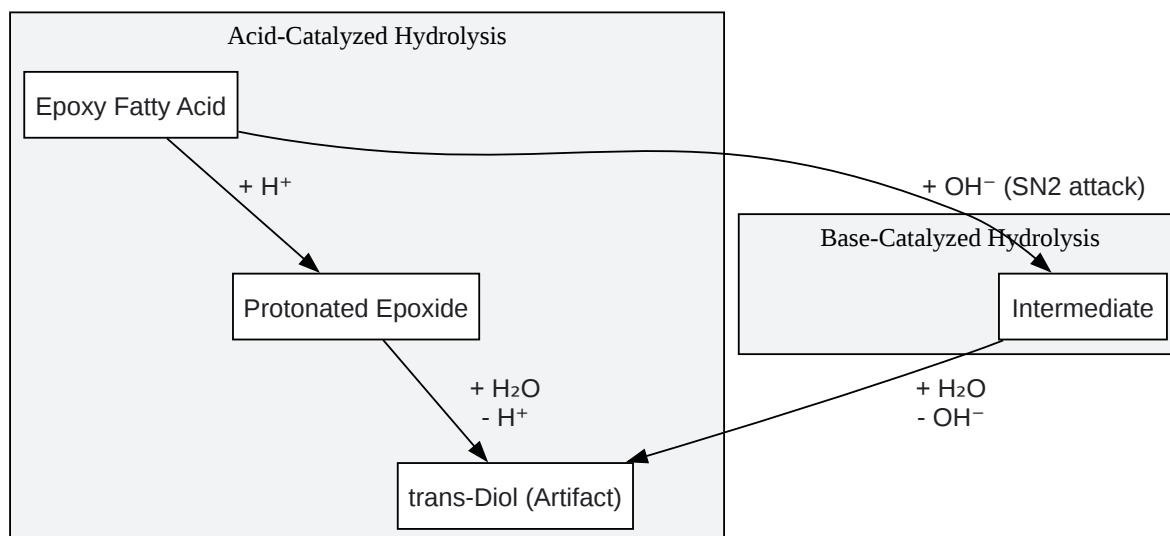 Acid-Catalyzed Hydrolysis
Epoxy Fatty Acid
+ H⁺
+ OH⁻ (SN2 attack)
Base-Catalyzed Hydrolysis
Protonated Epoxide
Intermediate
+ H₂O
- H⁺
+ H₂O
- OH⁻
trans-Diol (Artifact)